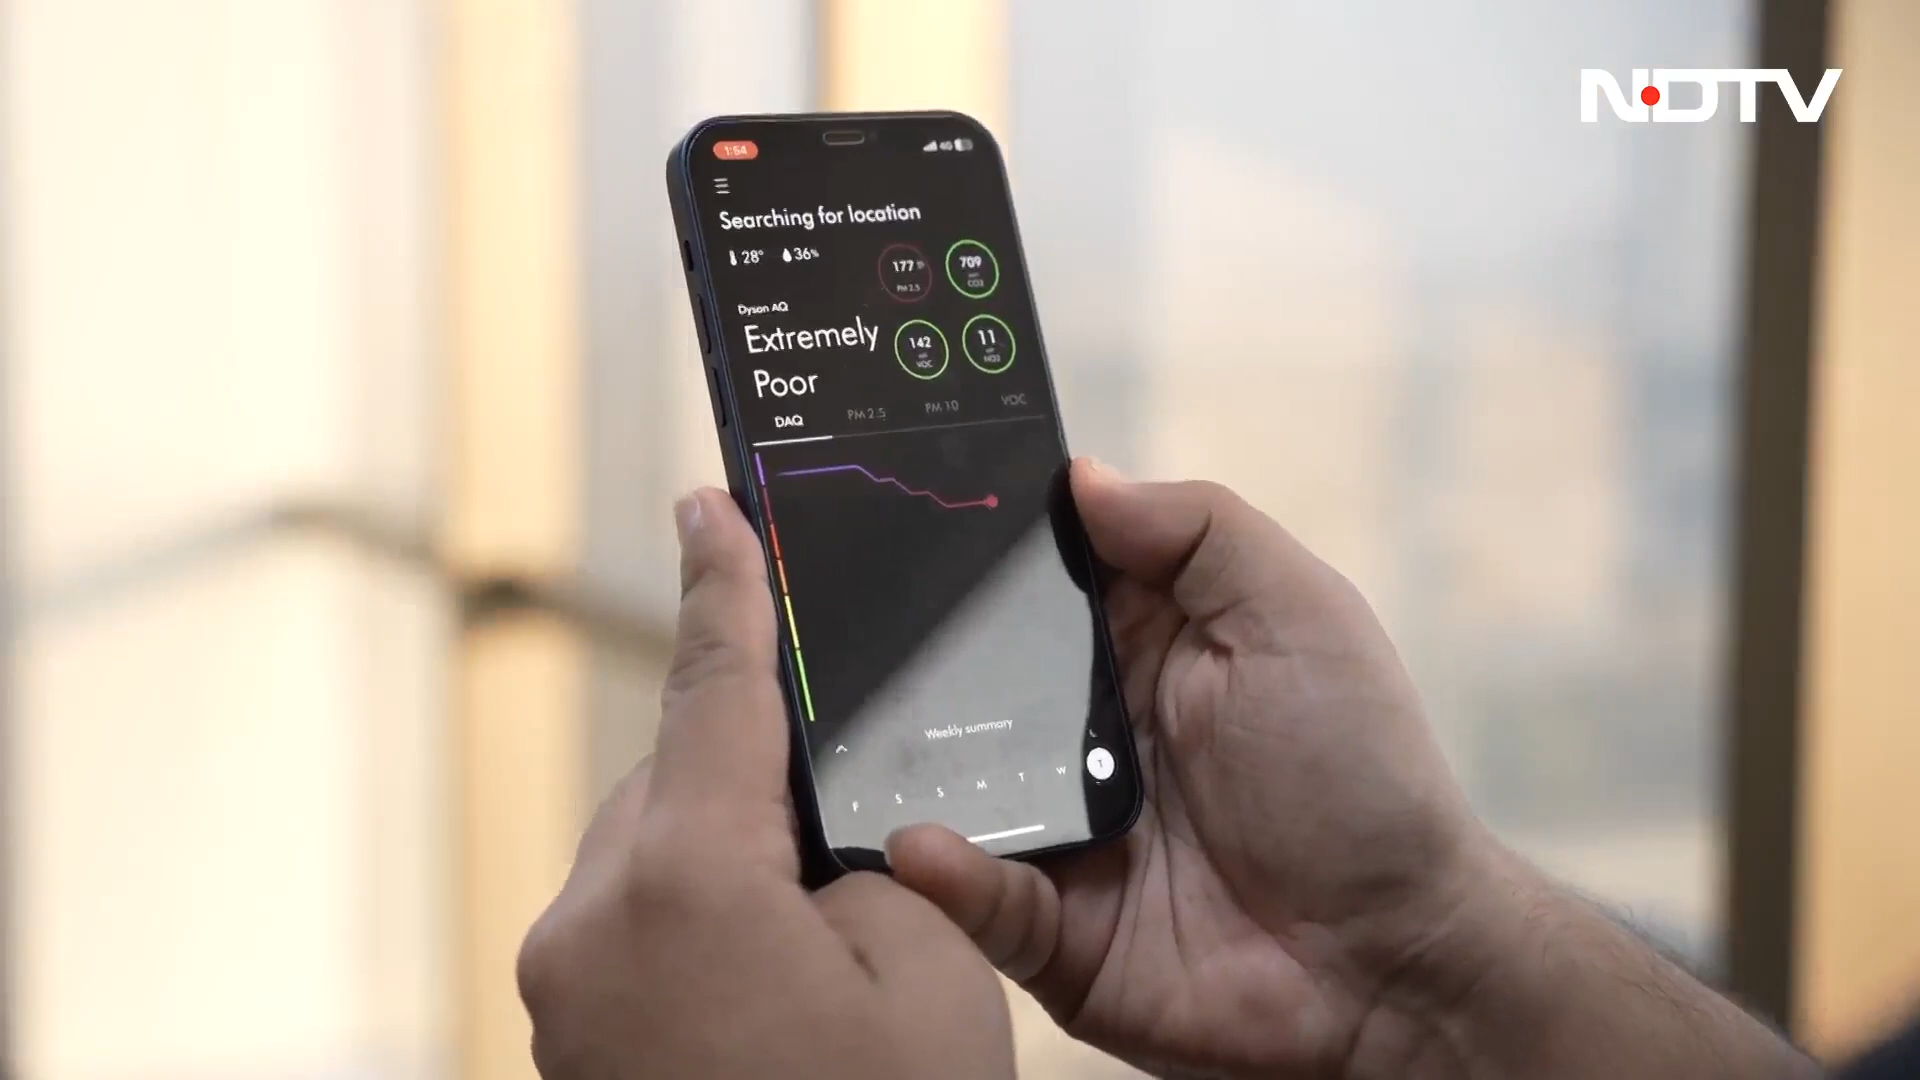 NDTV
1:54
4G
Searching for location
28° 36%
177
PM 2.5
709
CO2
Dyson AQ
Extremely
Poor
142
VOC
11
NO2
DAQ PM 2.5 PM 10 VOC
Weekly summary
F S S M T W T